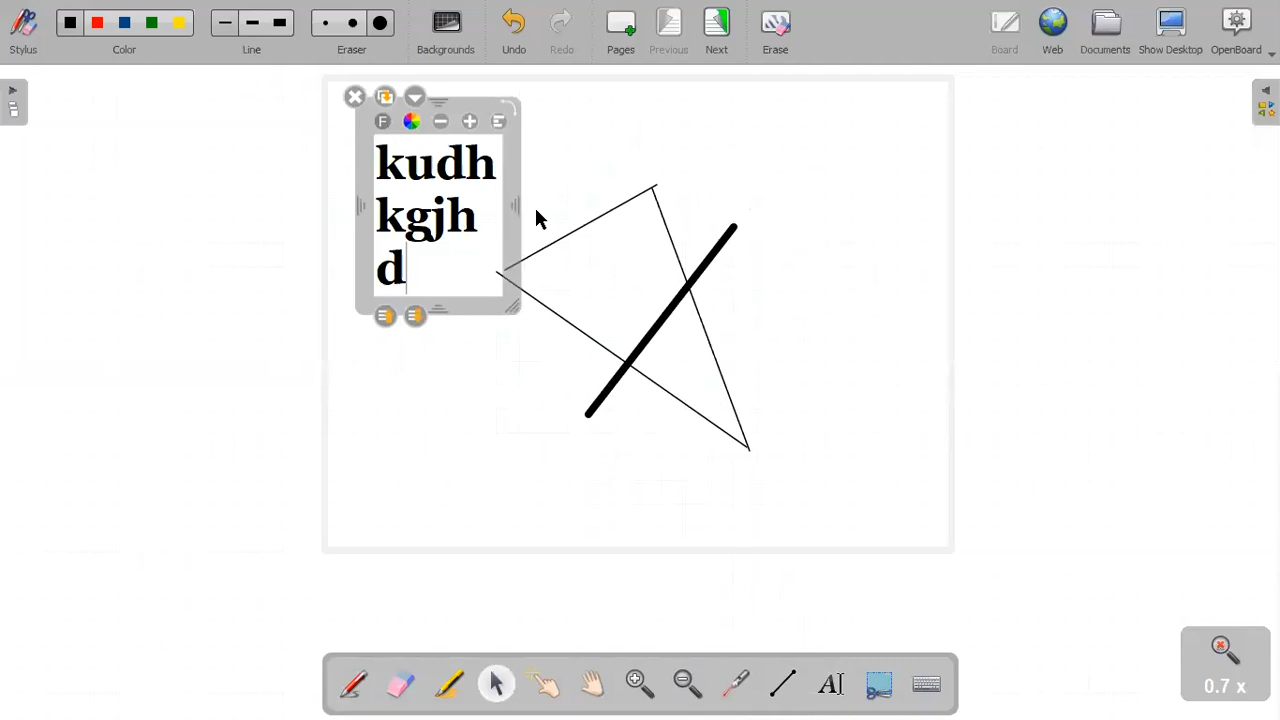 Stylus Color Line Eraser Backgrounds Undo Redo Pages Previous Next Erase Board Web Documents Show Desktop OpenBoard
F
kudh
kgjh
d
AI
0.7 x